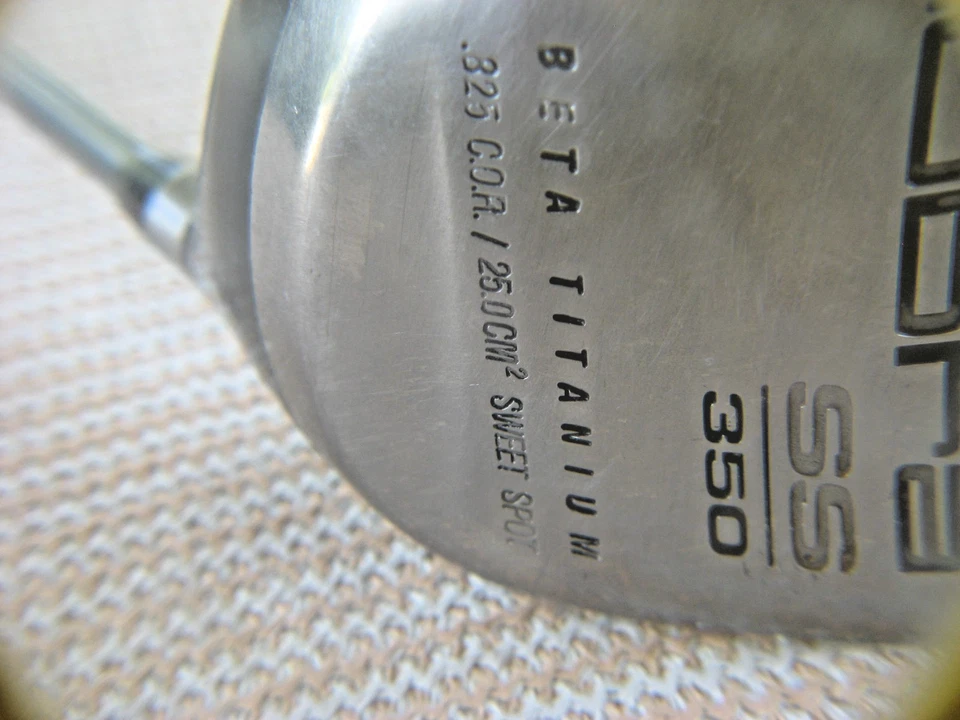 SS
350
BETA TITANIUM
.825 C.O.R. / 25.0CM² SWEET SPOT